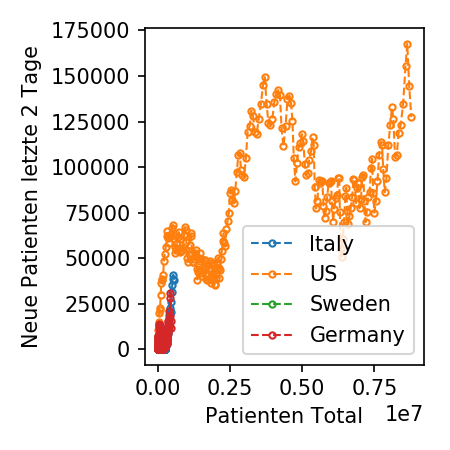 175000
150000
125000
100000
75000
50000
25000
0
Neue Patienten letzte 2 Tage
Italy
US
Sweden
Germany
0.00 0.25 0.50 0.75
1e7
Patienten Total